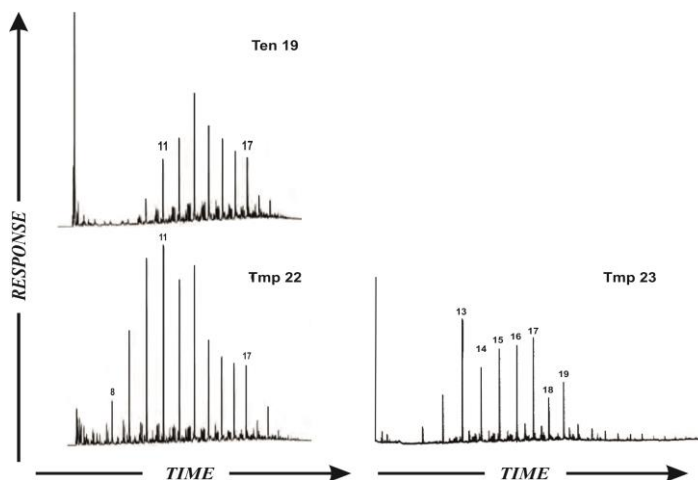 Ten 19
11
17
RESPONSE
11
Tmp 22
8
17
Tmp 23
13
14
15
16
17
18
19
TIME
TIME